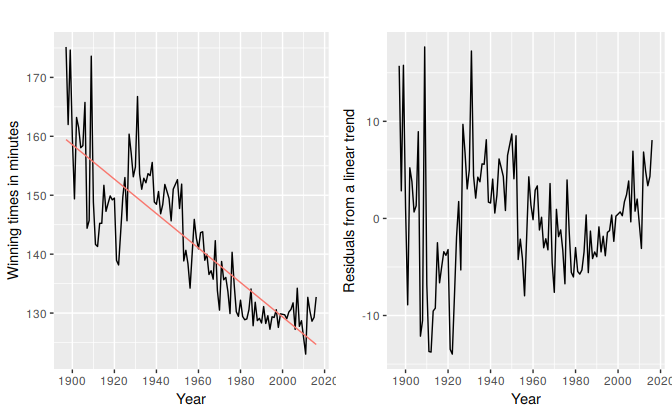 Winning times in minutes
170
160
150
140
130
1900 1920 1940 1960 1980 2000 2020
Year
Residuals from a linear trend
10
0
-10
1900 1920 1940 1960 1980 2000 202
Year